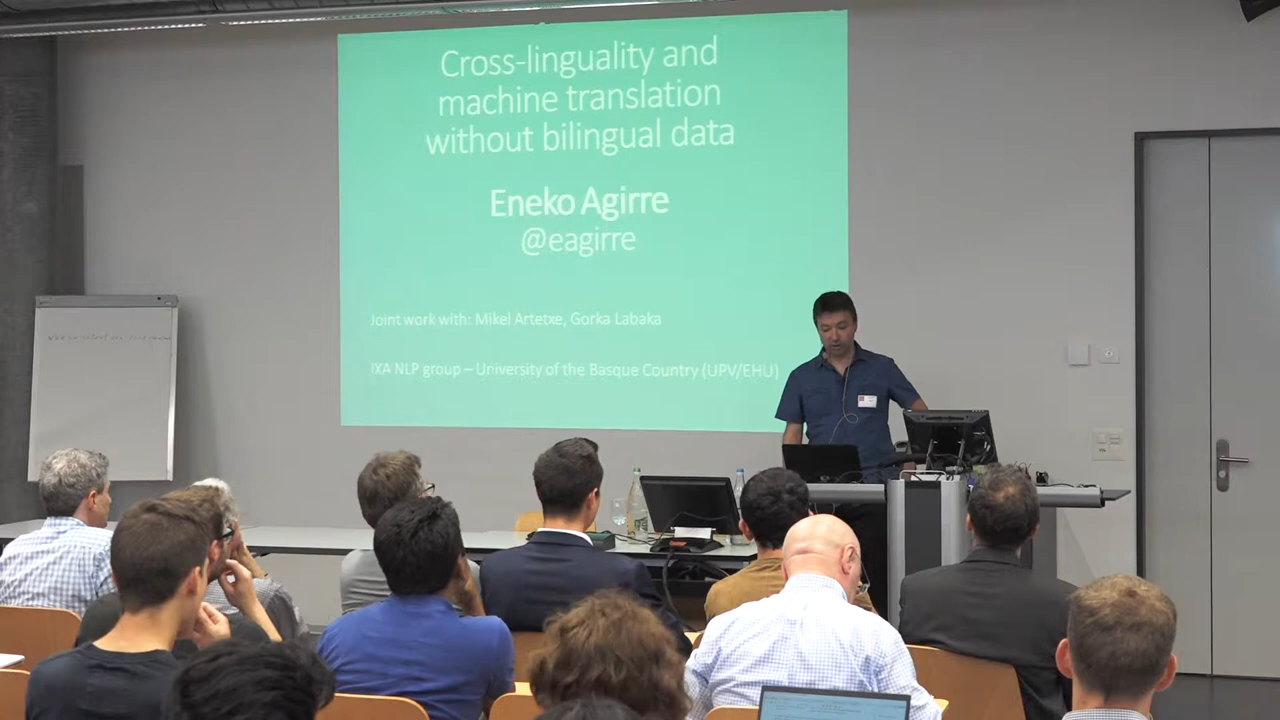 Cross-linguality and
machine translation
without bilingual data
Eneko Agirre
@eagirre
Joint work with: Mikel Artetxe, Gorka Labaka
IXA NLP group – University of the Basque Country (UPV/EHU)